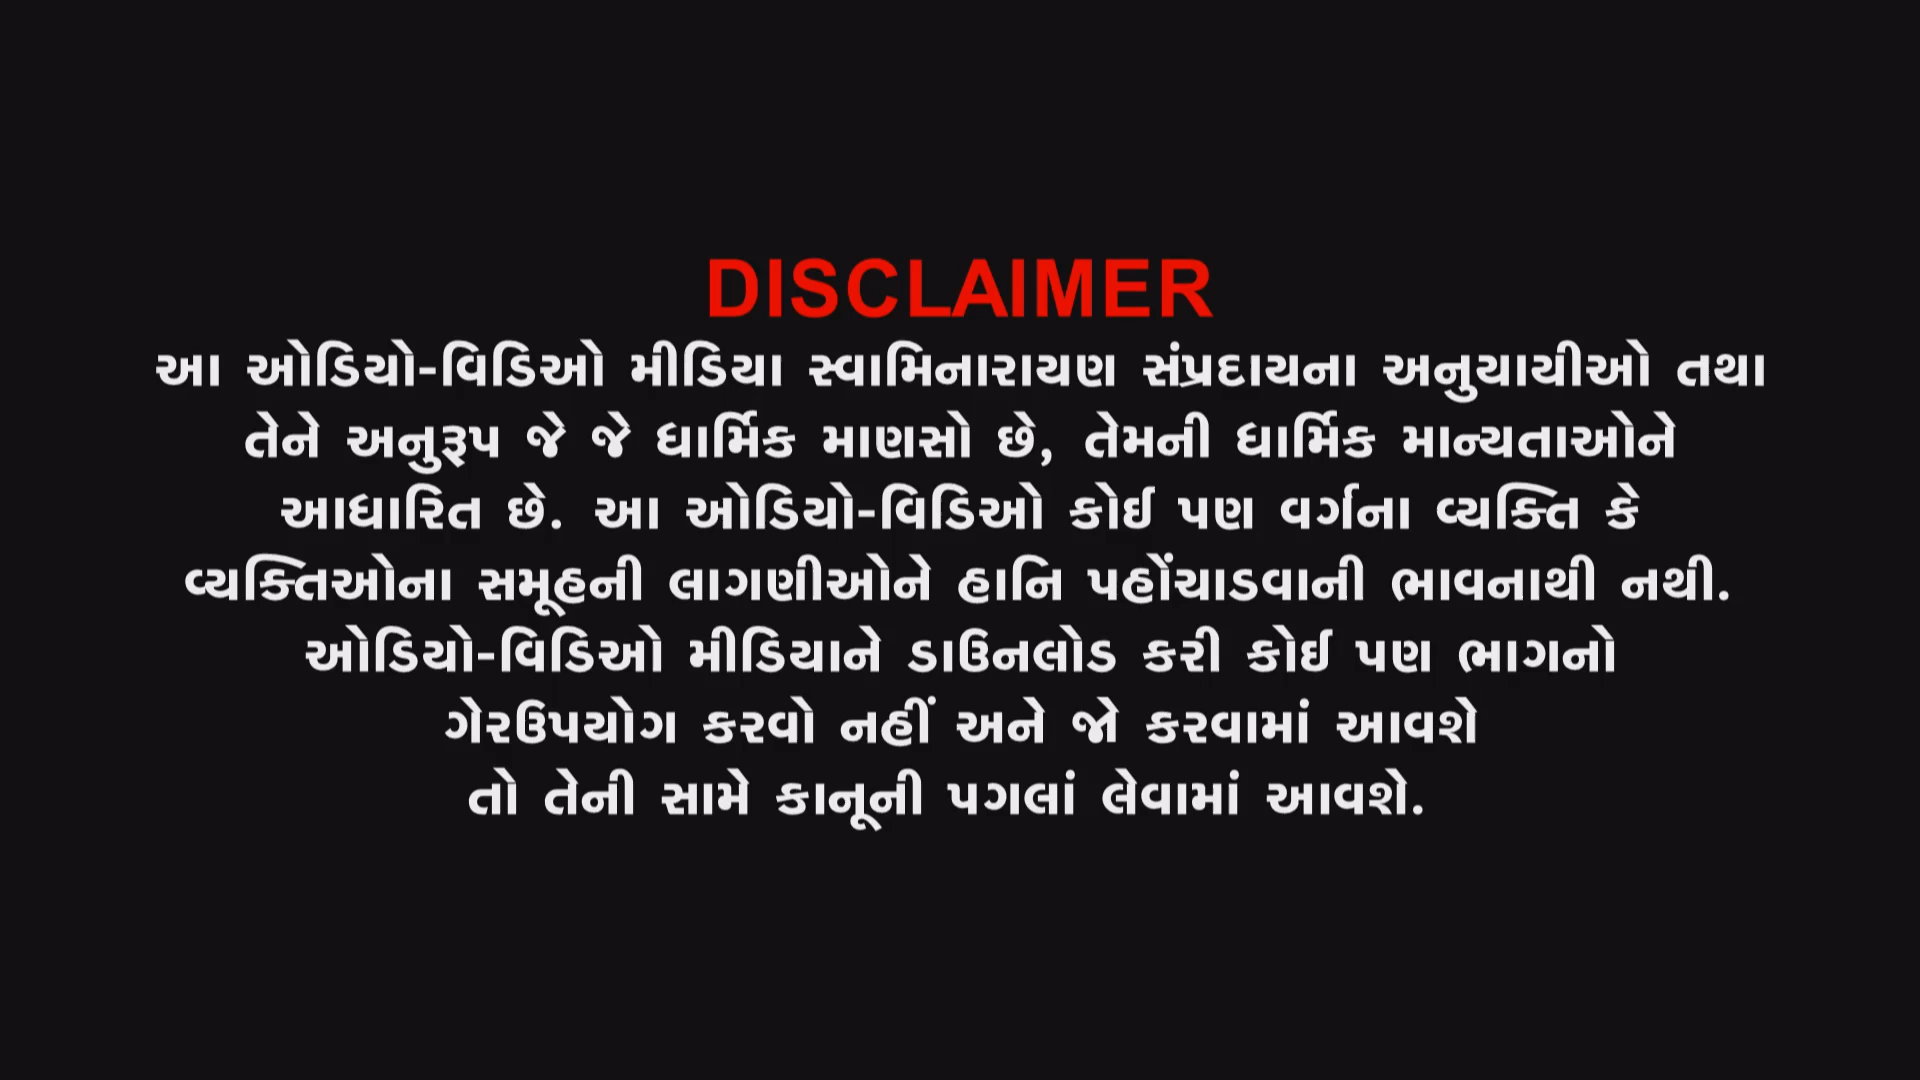 DISCLAIMER
આ ઓડિયો-વિડિઓ મીડિયા સ્વામિનારાયણ સંપ્રદાયના અનુયાયીઓ તથા
તેને અનુરૂપ જે જે ધાર્મિક માણસો છે, તેમની ધાર્મિક માન્યતાઓને
આધારિત છે. આ ઓડિયો-વિડિઓ કોઈ પણ વર્ગના વ્યક્તિ કે
વ્યક્તિઓના સમૂહની લાગણીઓને હાનિ પહોંચાડવાની ભાવનાથી નથી.
ઓડિયો-વિડિઓ મીડિયાને ડાઉનલોડ કરી કોઈ પણ ભાગનો
ગેરઉપયોગ કરવો નહીં અને જો કરવામાં આવશે
તો તેની સામે કાનૂની પગલાં લેવામાં આવશે.